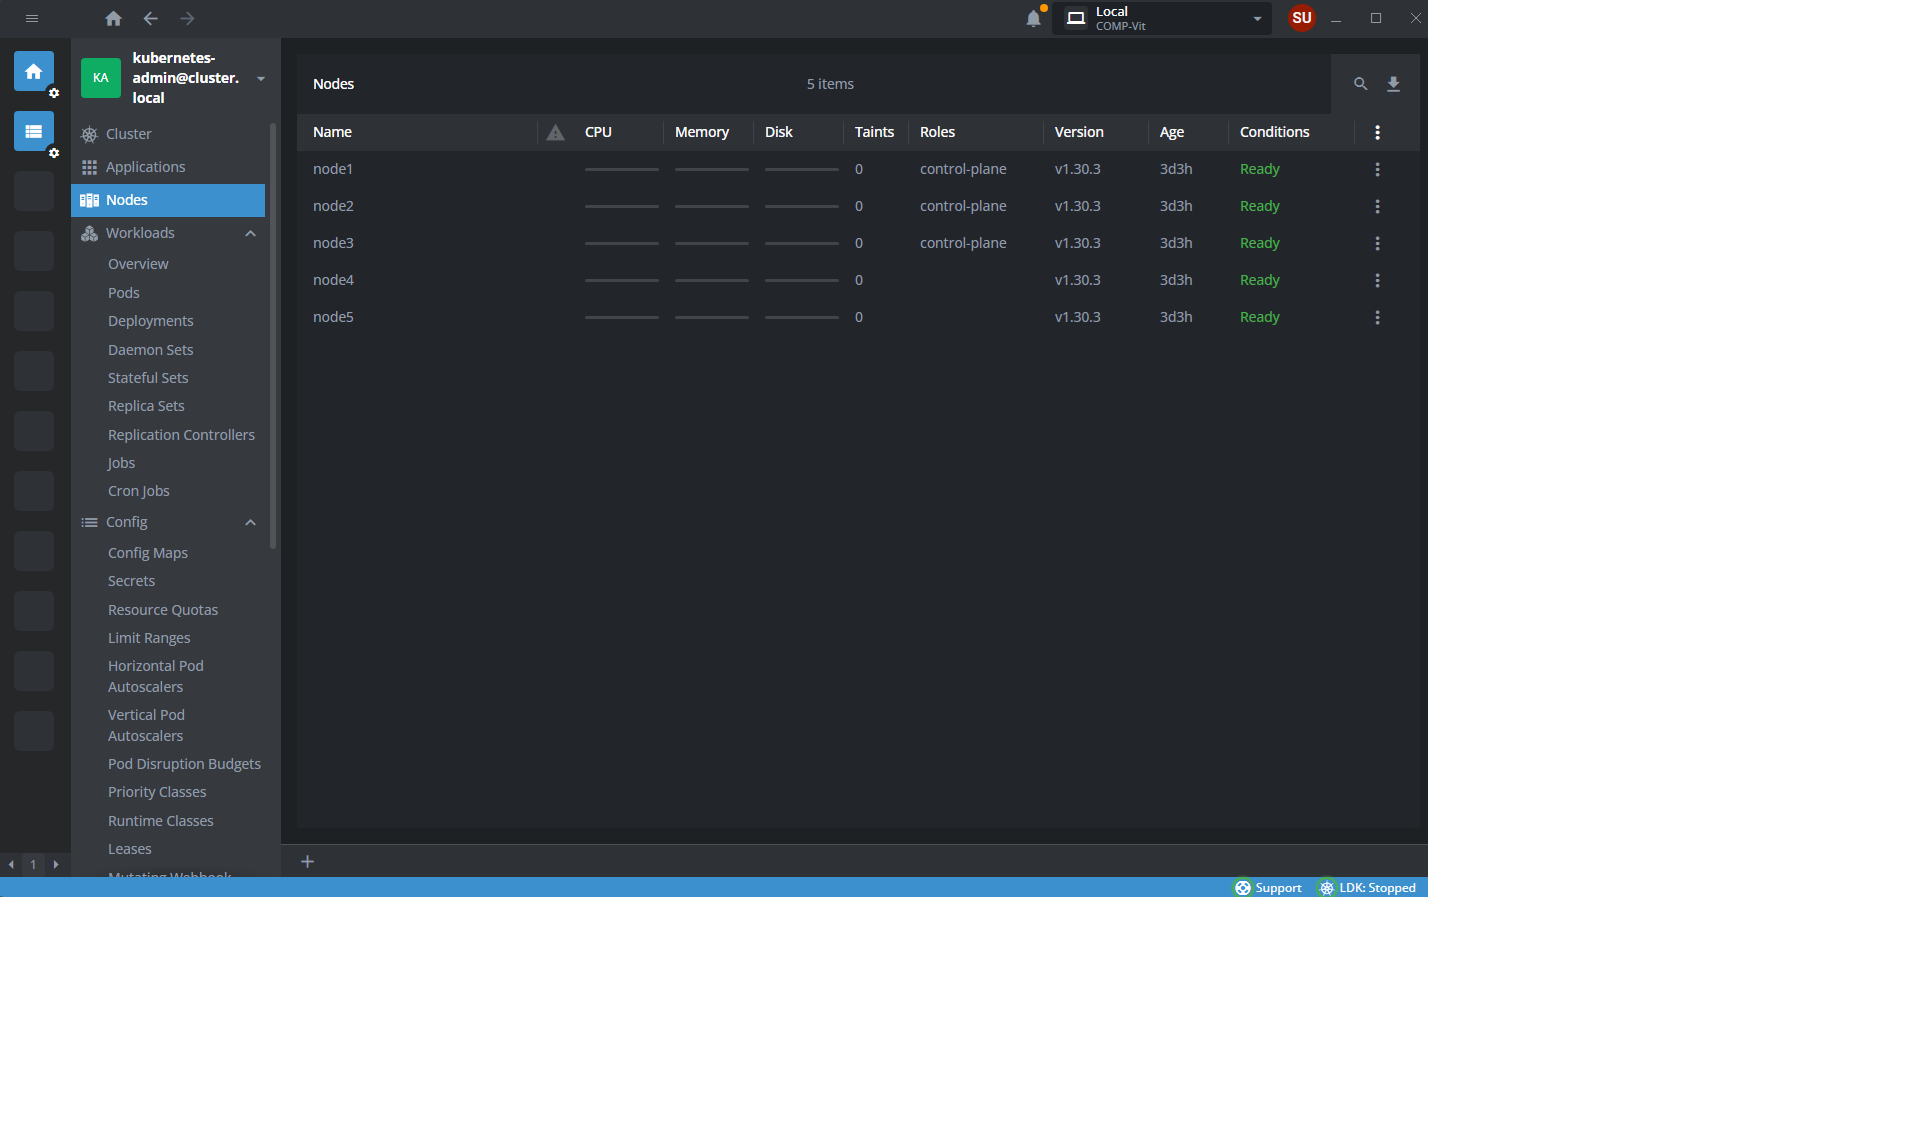 Local
COMP-Vit
SU
KA
kubernetes-
admin@cluster.
local
Cluster
Applications
Nodes
Workloads
Overview
Pods
Deployments
Daemon Sets
Stateful Sets
Replica Sets
Replication Controllers
Jobs
Cron Jobs
Config
Config Maps
Secrets
Resource Quotas
Limit Ranges
Horizontal Pod
Autoscalers
Vertical Pod
Autoscalers
Pod Disruption Budgets
Priority Classes
Runtime Classes
Leases
Mutating Webhook
1
Nodes 5 items
Name CPU Memory Disk Taints Roles Version Age Conditions
node1 0 control-plane v1.30.3 3d3h Ready
node2 0 control-plane v1.30.3 3d3h Ready
node3 0 control-plane v1.30.3 3d3h Ready
node4 0 v1.30.3 3d3h Ready
node5 0 v1.30.3 3d3h Ready
Support LDK: Stopped